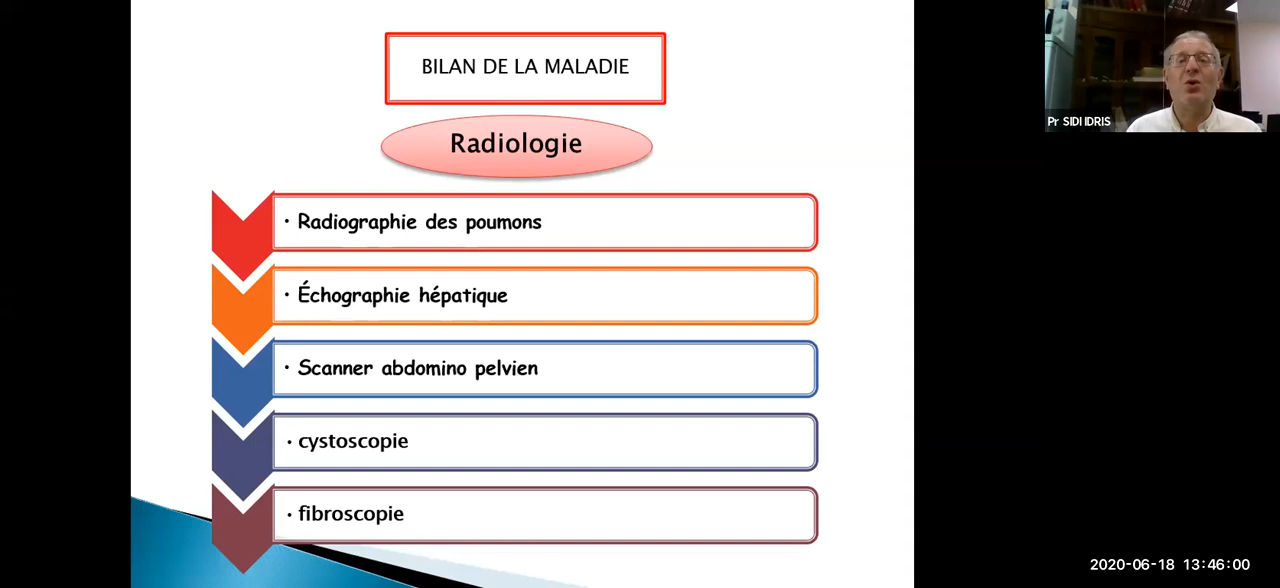 BILAN DE LA MALADIE
Radiologie
• Radiographie des poumons
• Échographie hépatique
• Scanner abdomino pelvien
• cystoscopie
• fibroscopie
Pr SIDI IDRIS
2020-06-18 13:46:00